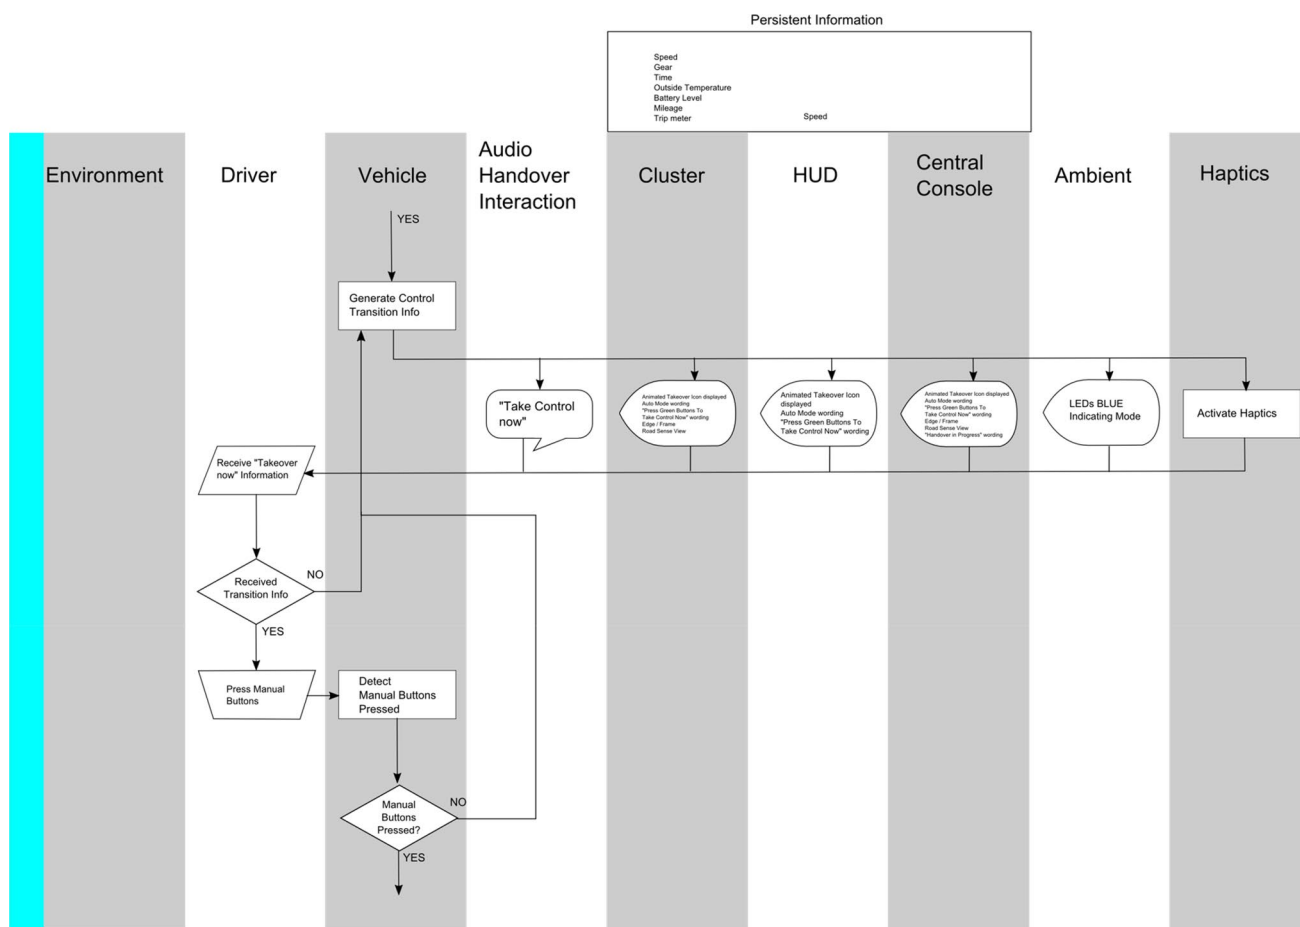 Persistent Information
Speed
Gear
Time
Outside Temperature
Battery Level
Mileage
Trip meter
Speed
Environment
Driver
Vehicle
Audio
Handover
Interaction
Cluster
HUD
Central
Console
Ambient
Haptics
YES
Generate Control
Transition Info
"Take Control
now"
Animated Takeover Icon displayed
Auto Mode wording
"Press Green Buttons To
Take Control Now" wording
Edge / Frame
Road Sense View
Animated Takeover Icon
displayed
Auto Mode wording
"Press Green Buttons To
Take Control Now" wording
Animated Takeover Icon displayed
Auto Mode wording
"Press Green Buttons To
Take Control Now" wording
Edge / Frame
Road Sense View
"Handover in Progress" wording
LEDs BLUE
Indicating Mode
Activate Haptics
Receive "Takeover
now" Information
Received
Transition Info
NO
YES
Press Manual
Buttons
Detect
Manual Buttons
Pressed
Manual
Buttons
Pressed?
NO
YES